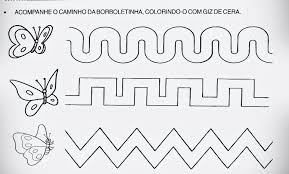 ACOMPANHE O CAMINHO DA BORBOLETINHA, COLORINDO-O COM GIZ DE CERA.